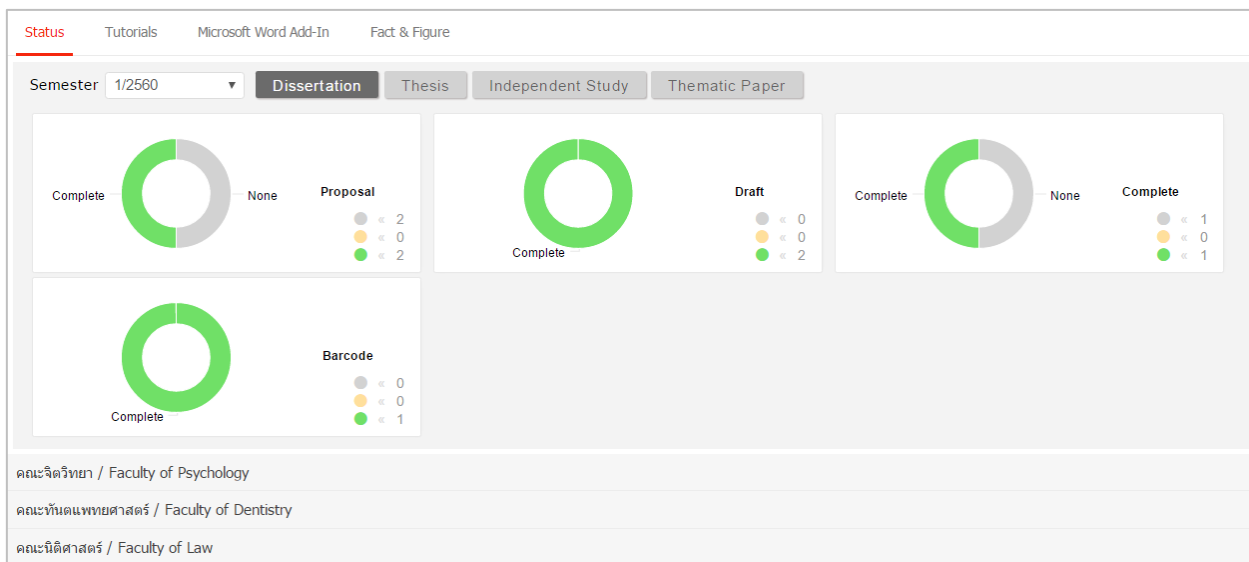 Status Tutorials Microsoft Word Add-In Fact & Figure
Semester 1/2560 ▼ Dissertation Thesis Independent Study Thematic Paper
Complete None Proposal
« 2
« 0
« 2
Complete Draft
« 0
« 0
« 2
Complete None Complete
« 1
« 0
« 1
Complete Barcode
« 0
« 0
« 1
คณะจิตวิทยา / Faculty of Psychology
คณะทันตแพทยศาสตร์ / Faculty of Dentistry
คณะนิติศาสตร์ / Faculty of Law